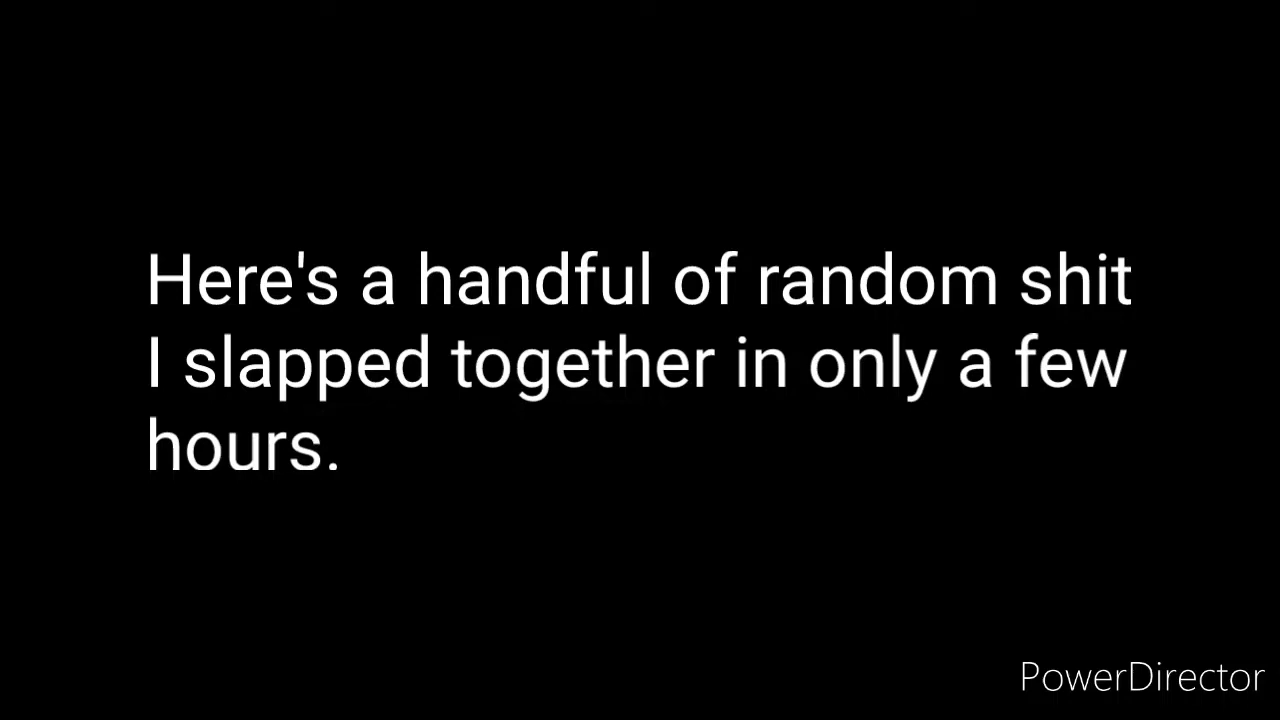 Here's a handful of random shit
I slapped together in only a few
hours.
PowerDirector